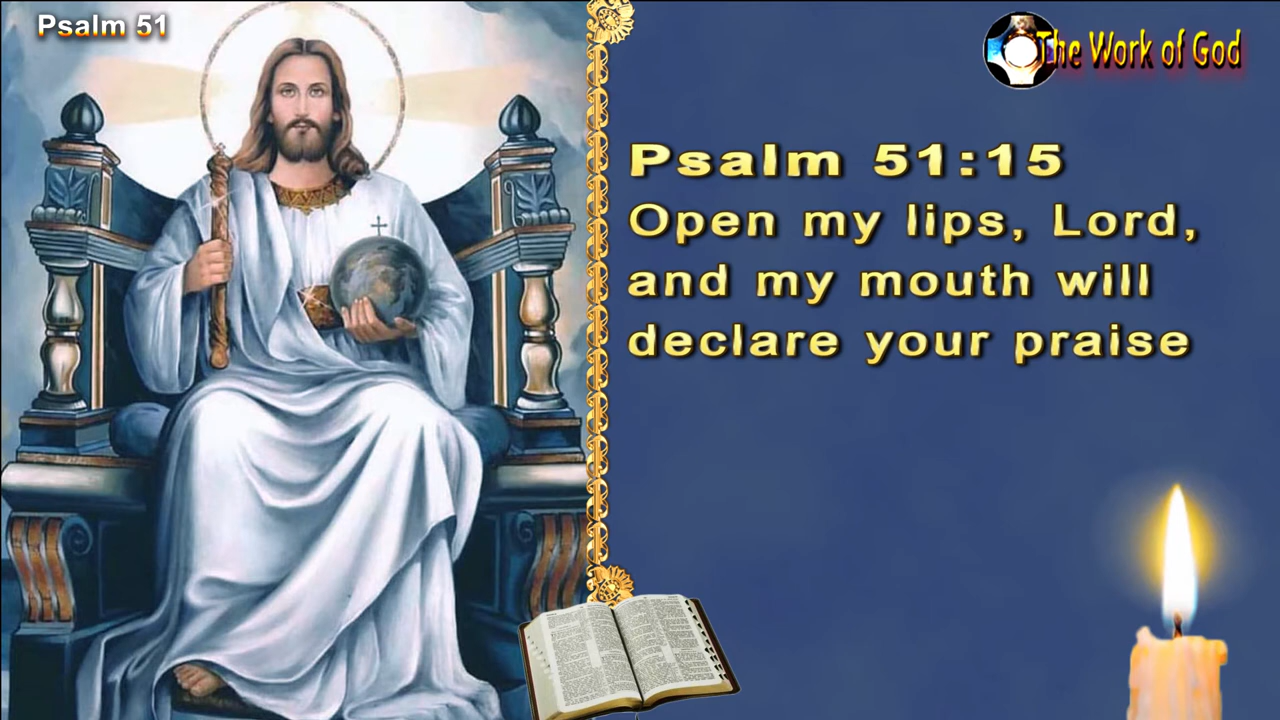 Psalm 51
The Work of God
Psalm 51:15
Open my lips, Lord,
and my mouth will
declare your praise